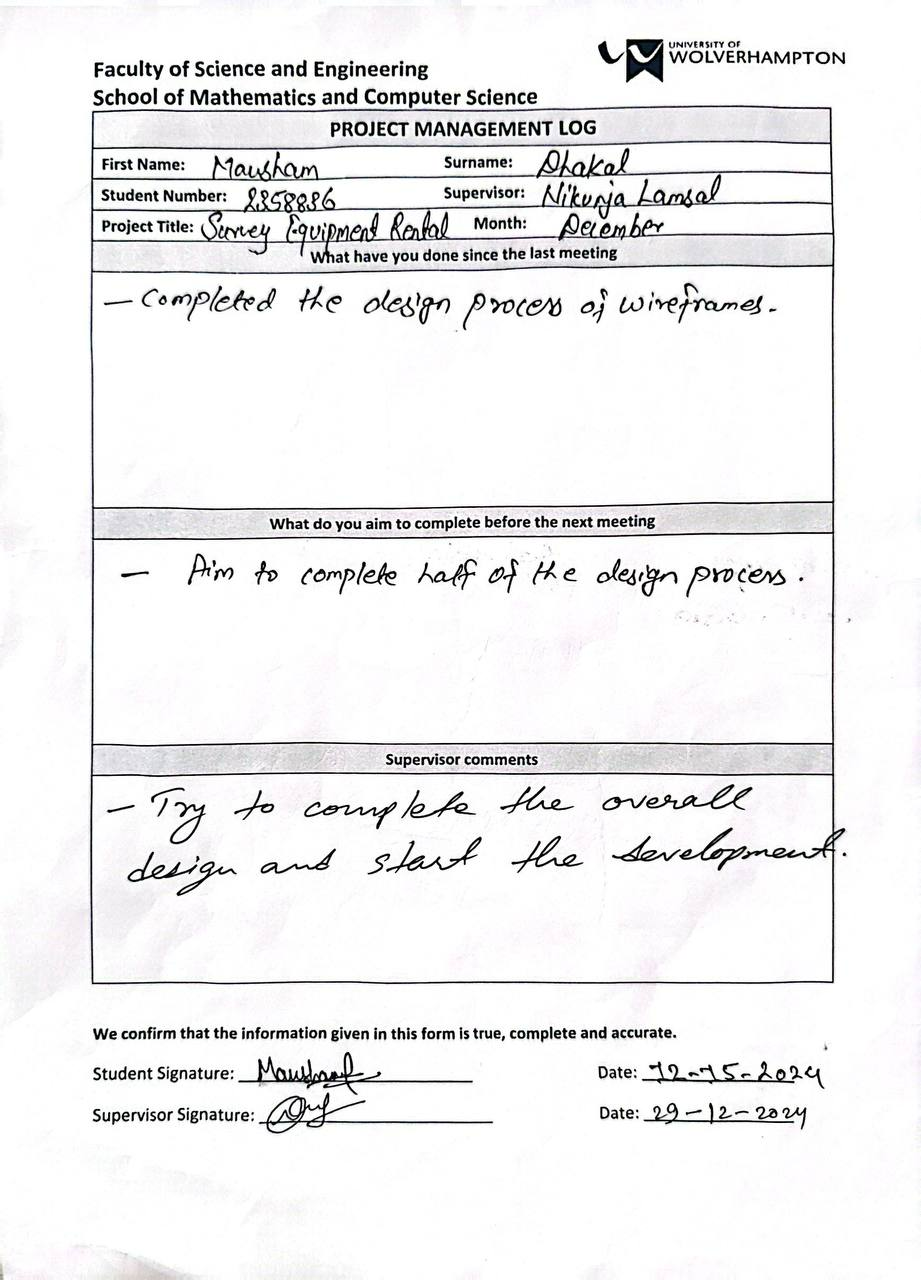 UNIVERSITY OF
WOLVERHAMPTON
Faculty of Science and Engineering
School of Mathematics and Computer Science
PROJECT MANAGEMENT LOG
First Name: Mausham Surname: Dhakal
Student Number: 2358886 Supervisor: Nikunja Lamsal
Project Title: Survey Equipment Rental Month: December
What have you done since the last meeting
— Completed the design process of wireframes.
What do you aim to complete before the next meeting
— Aim to complete half of the design process.
Supervisor comments
— Try to complete the overall
design and start the development.
We confirm that the information given in this form is true, complete and accurate.
Student Signature: Date: 12-15-2024
Supervisor Signature: Date: 29-12-2024